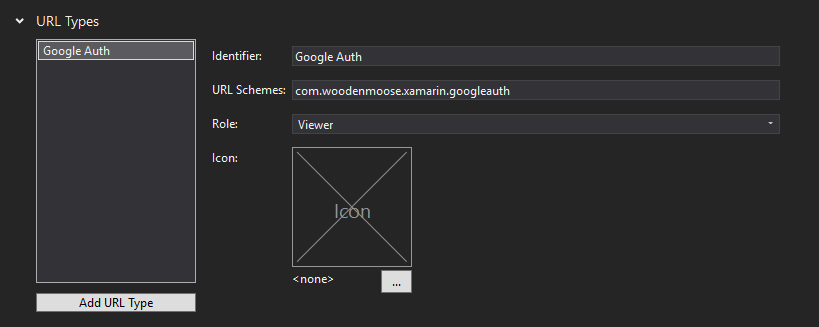 URL Types
Google Auth
Identifier: Google Auth
URL Schemes: com.woodenmoose.xamarin.googleauth
Role: Viewer
Icon:
Icon
<none> ...
Add URL Type